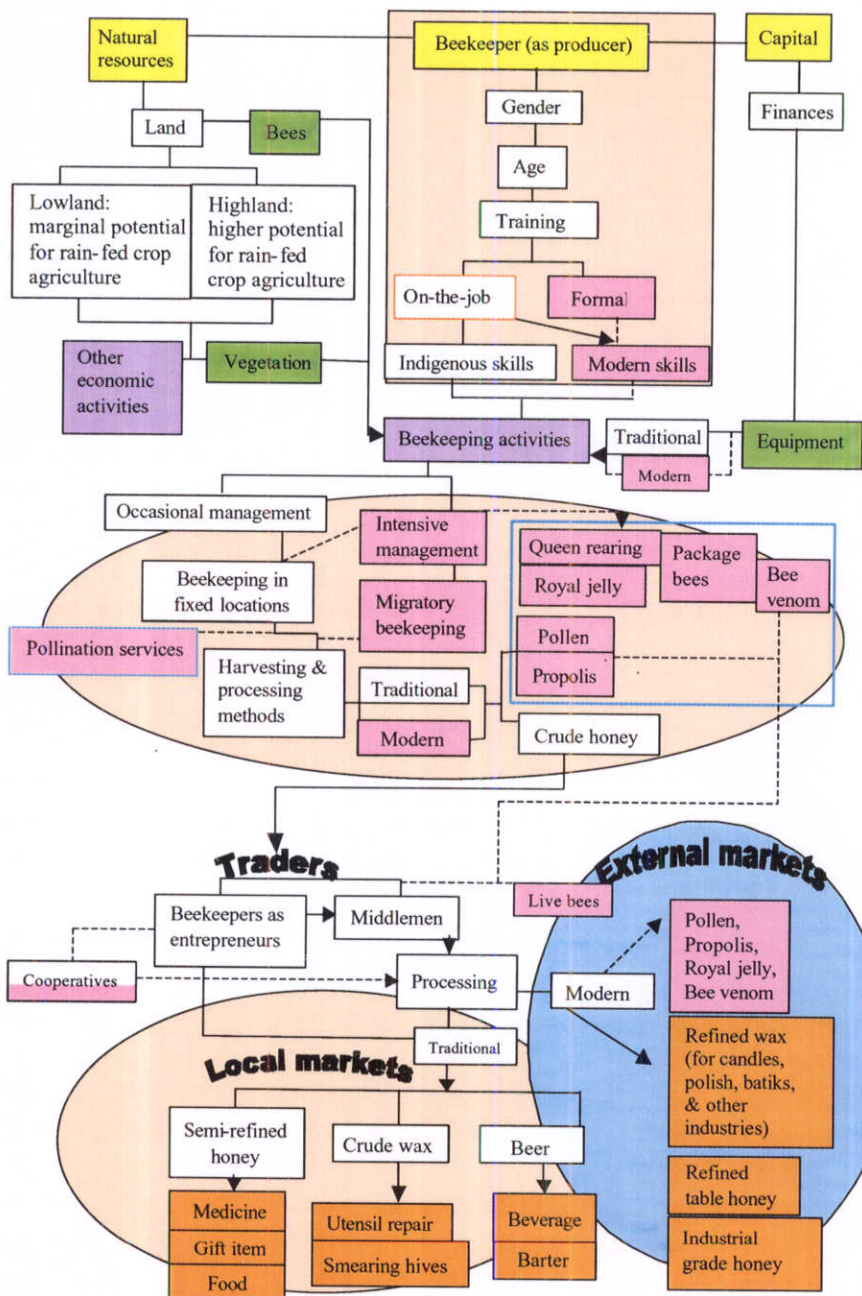 Natural
resources
Beekeeper (as producer)
Capital
Gender
Finances
Land
Bees
Age
Lowland:
marginal potential
for rain-fed crop
agriculture
Highland:
higher potential
for rain-fed
crop agriculture
Training
On-the-job
Formal
Other
economic
activities
Vegetation
Indigenous skills
Modern skills
Beekeeping activities
Traditional
Equipment
Modern
Occasional management
Intensive
management
Queen rearing
Package
bees
Royal jelly
Bee
venom
Beekeeping in
fixed locations
Migratory
beekeeping
Pollination services
Pollen
Propolis
Harvesting &
processing
methods
Traditional
Modern
Crude honey
Traders
External markets
Beekeepers as
entrepreneurs
Middlemen
Live bees
Pollen,
Propolis,
Royal jelly,
Bee venom
Cooperatives
Processing
Modern
Traditional
Refined wax
(for candles,
polish, batiks,
& other
industries)
Local markets
Semi-refined
honey
Crude wax
Beer
Refined
table honey
Medicine
Gift item
Food
Utensil repair
Smearing hives
Beverage
Barter
Industrial
grade honey